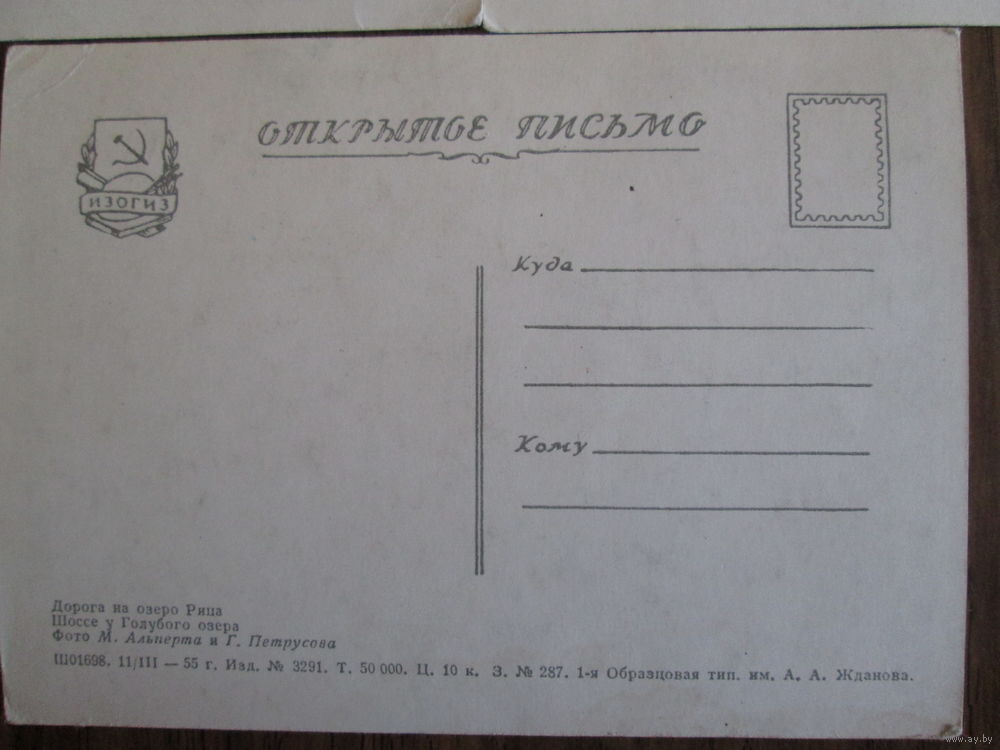 ОТКРЫТОЕ ПИСЬМО
ИЗОГИЗ
Куда
Кому
Дорога на озеро Рица
Шоссе у Голубого озера
Фото М. Альперта и Г. Петрусова
Ш01698. 11/III — 55 г. Изд. № 3291. Т. 50 000. Ц. 10 к. З. № 287. 1-я Образцовая тип. им. А. А. Жданова.
www.ay.by